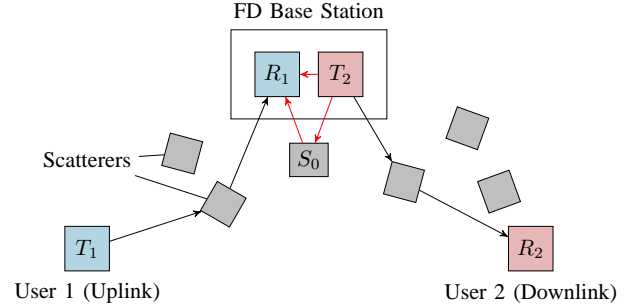 FD Base Station
R₁
T₂
Scatterers
S₀
T₁
R₂
User 1 (Uplink)
User 2 (Downlink)